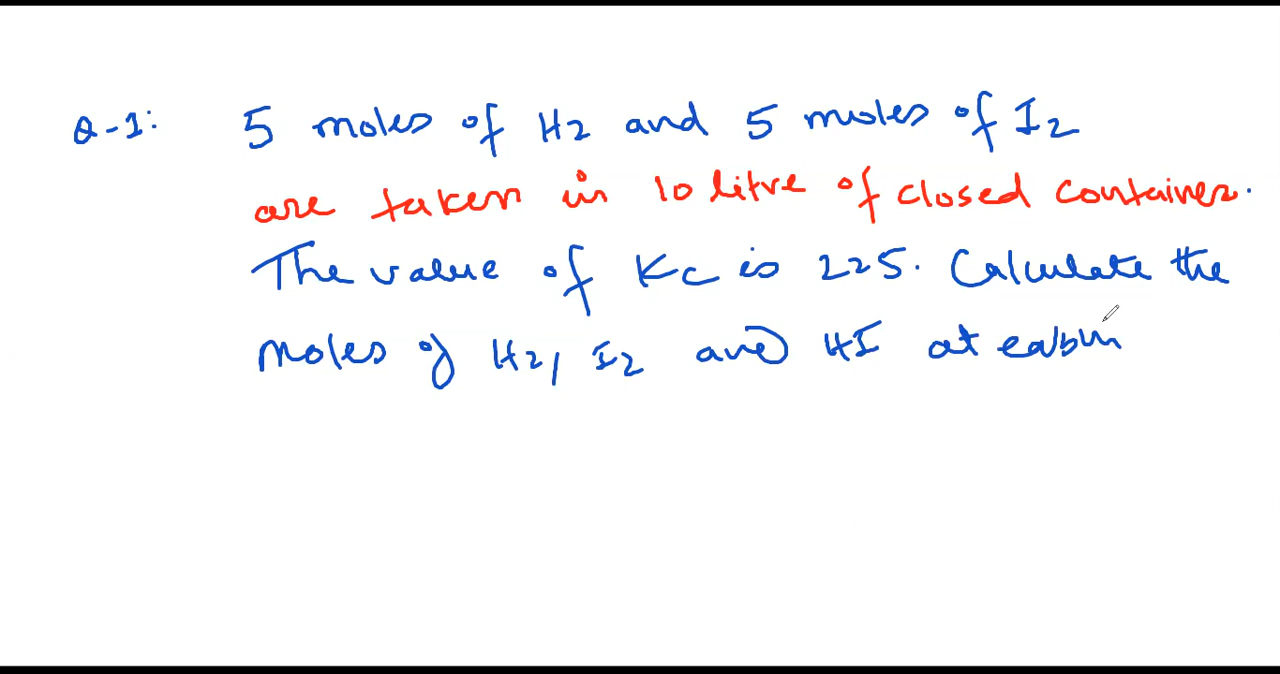 Q-1: 5 moles of H2 and 5 moles of I2
are taken in 10 litre of closed container.
The value of Kc is 225. Calculate the
moles of H2, I2 and HI at